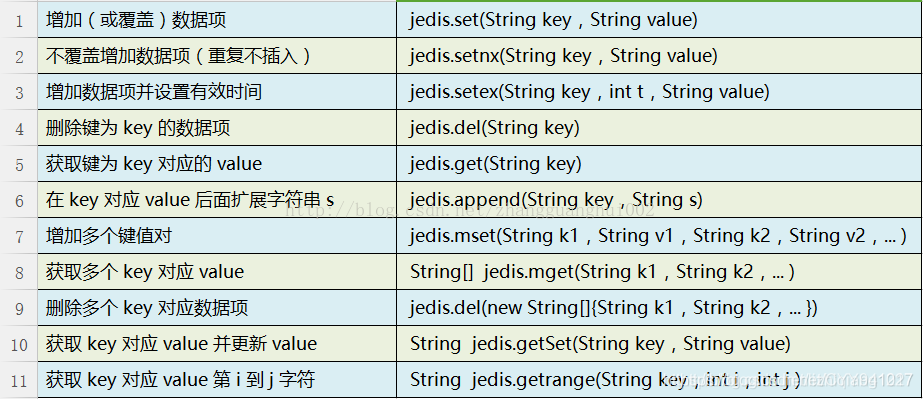 1 增加（或覆盖）数据项 jedis.set(String key，String value)
2 不覆盖增加数据项（重复不插入） jedis.setnx(String key，String value)
3 增加数据项并设置有效时间 jedis.setex(String key，int t，String value)
4 删除键为 key 的数据项 jedis.del(String key)
5 获取键为 key 对应的 value jedis.get(String key)
6 在 key 对应 value 后面扩展字符串 s jedis.append(String key，String s)
http://blog.csdn.net/zhangguanghui002
7 增加多个键值对 jedis.mset(String k1，String v1，String k2，String v2，... )
8 获取多个 key 对应 value String[] jedis.mget(String k1，String k2，... )
9 删除多个 key 对应数据项 jedis.del(new String[]{String k1，String k2，... })
10 获取 key 对应 value 并更新 value String jedis.getSet(String key，String value)
11 获取 key 对应 value 第 i 到 j 字符 String jedis.getrange(String key，int i，int j )